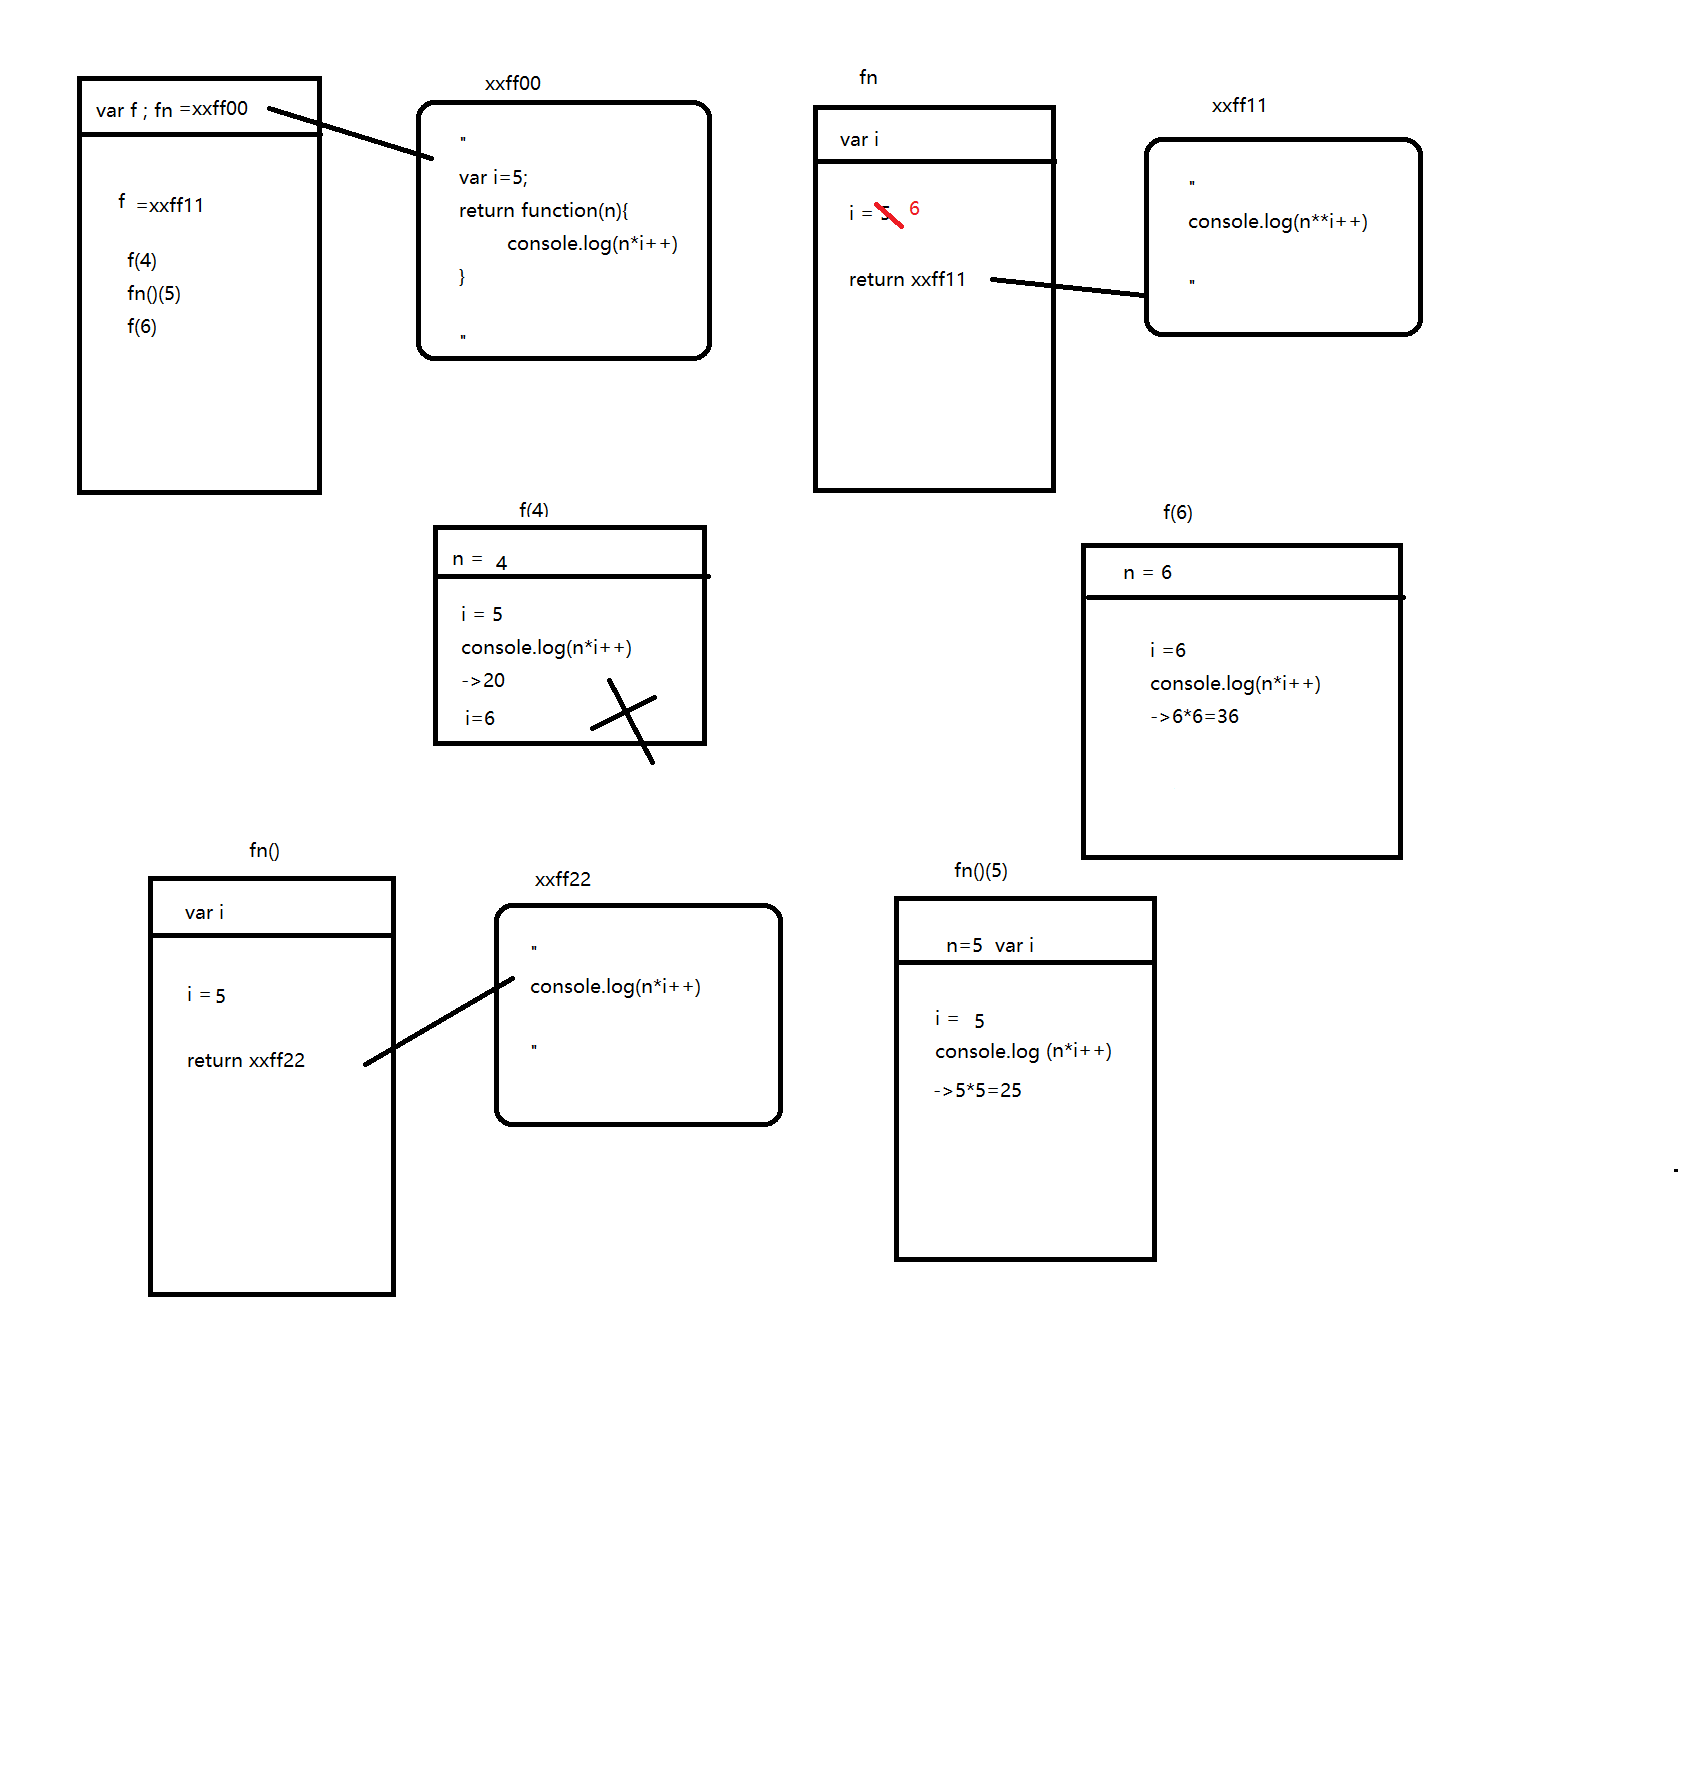 var f ; fn =xxff00
f =xxff11
f(4)
fn()(5)
f(6)
xxff00
"
var i=5;
return function(n){
console.log(n*i++)
}
"
fn
var i
i = 5 6
return xxff11
xxff11
"
console.log(n**i++)
"
f(4)
n = 4
i = 5
console.log(n*i++)
->20
i=6
f(6)
n = 6
i =6
console.log(n*i++)
->6*6=36
fn()
var i
i = 5
return xxff22
xxff22
"
console.log(n*i++)
"
fn()(5)
n=5 var i
i = 5
console.log (n*i++)
->5*5=25